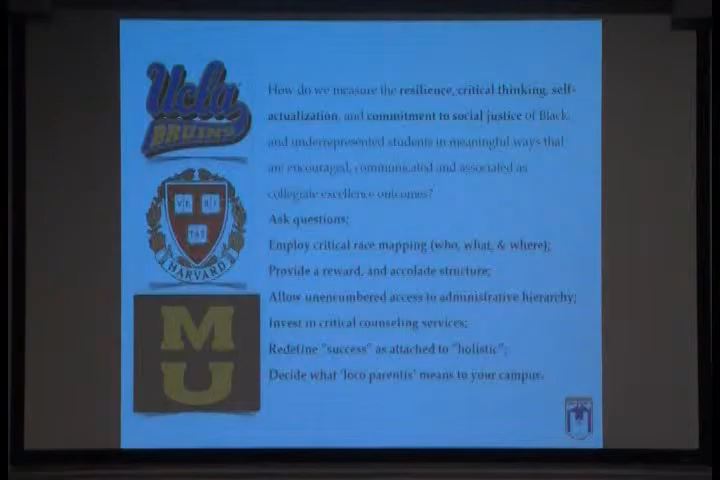 Ucla
BRUINS
VE RI
TAS
HARVARD
M
U
How do we measure the resilience, critical thinking, self-
actualization, and commitment to social justice of Black,
and underrepresented students in meaningful ways that
are encouraged, communicated and associated as
collegiate excellence outcomes?
Ask questions;
Employ critical race mapping (who, what, & where);
Provide a reward, and accolade structure;
Allow unencumbered access to administrative hierarchy;
Invest in critical counseling services;
Redefine "success" as attached to "holistic";
Decide what 'loco parentis' means to your campus.